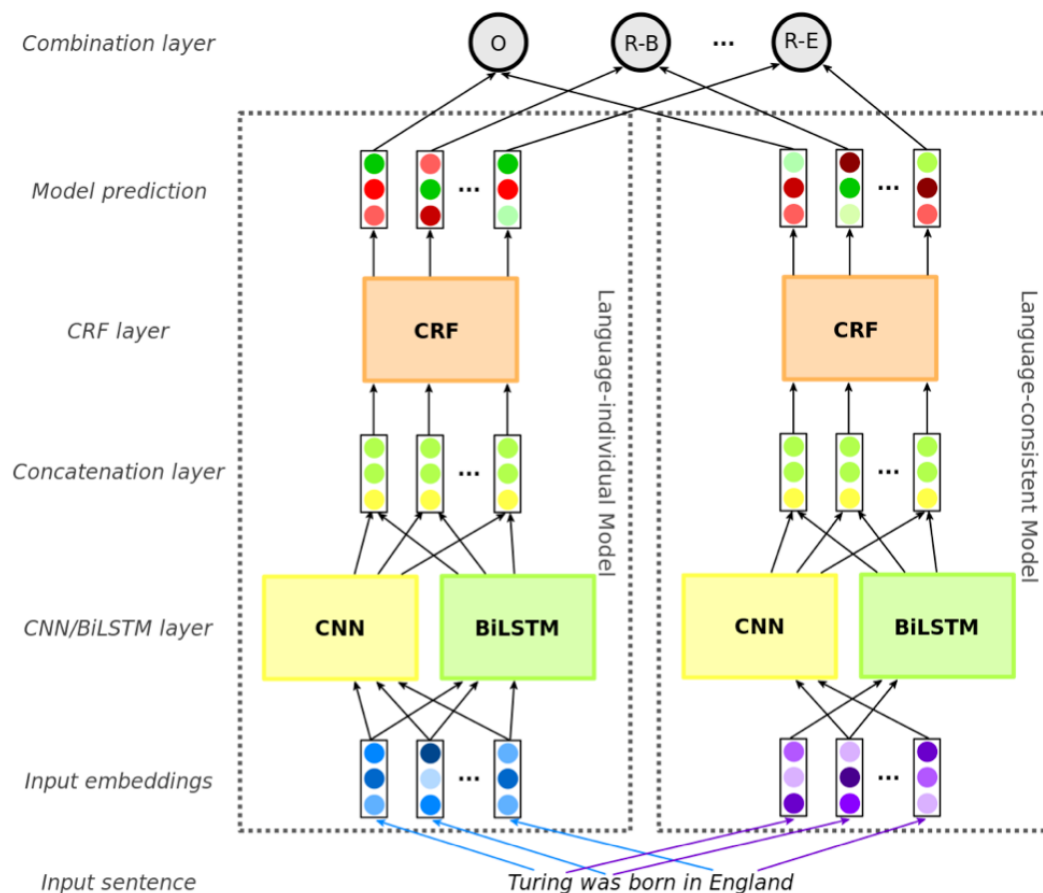 Combination layer
O
R-B
...
R-E
Model prediction
...
...
CRF layer
CRF
CRF
Language-individual Model
Language-consistent Model
Concatenation layer
...
...
CNN/BiLSTM layer
CNN
BiLSTM
CNN
BiLSTM
Input embeddings
...
...
Input sentence
Turing was born in England